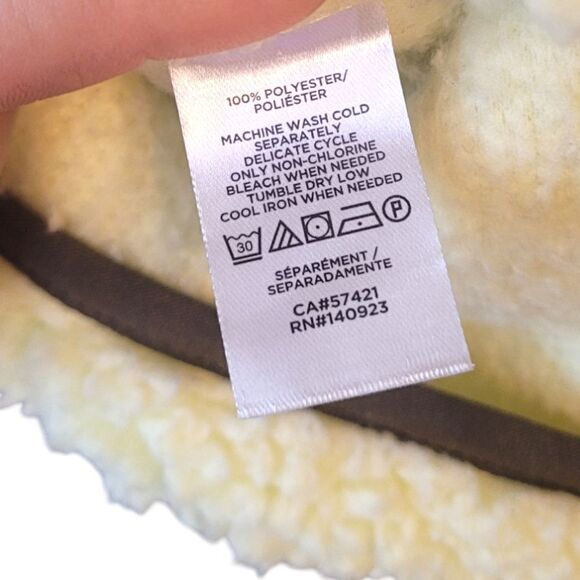 100% POLYESTER/
POLIÉSTER
MACHINE WASH COLD
SEPARATELY
DELICATE CYCLE
ONLY NON-CHLORINE
BLEACH WHEN NEEDED
TUMBLE DRY LOW
COOL IRON WHEN NEEDED
30 P
SÉPARÉMENT /
SEPARADAMENTE
CA#57421
RN#140923